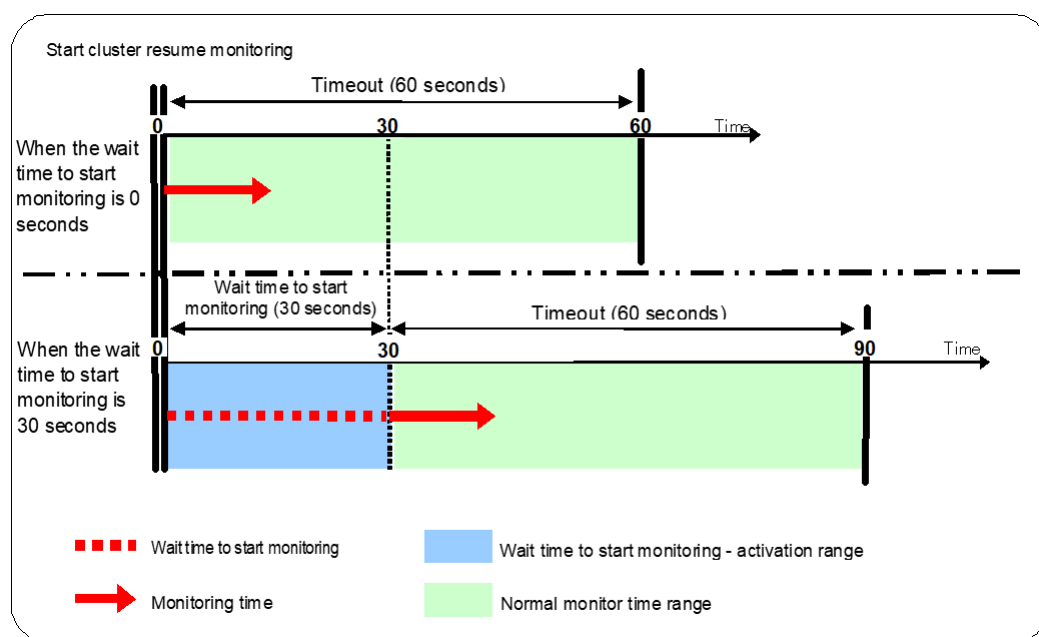 Start cluster resume monitoring
Timeout (60 seconds)
0
30
60
Time
When the wait
time to start
monitoring is 0
seconds
Wait time to start
monitoring (30 seconds)
Timeout (60 seconds)
0
30
90
Time
When the wait
time to start
monitoring is
30 seconds
Wait time to start monitoring
Wait time to start monitoring - activation range
Monitoring time
Normal monitor time range